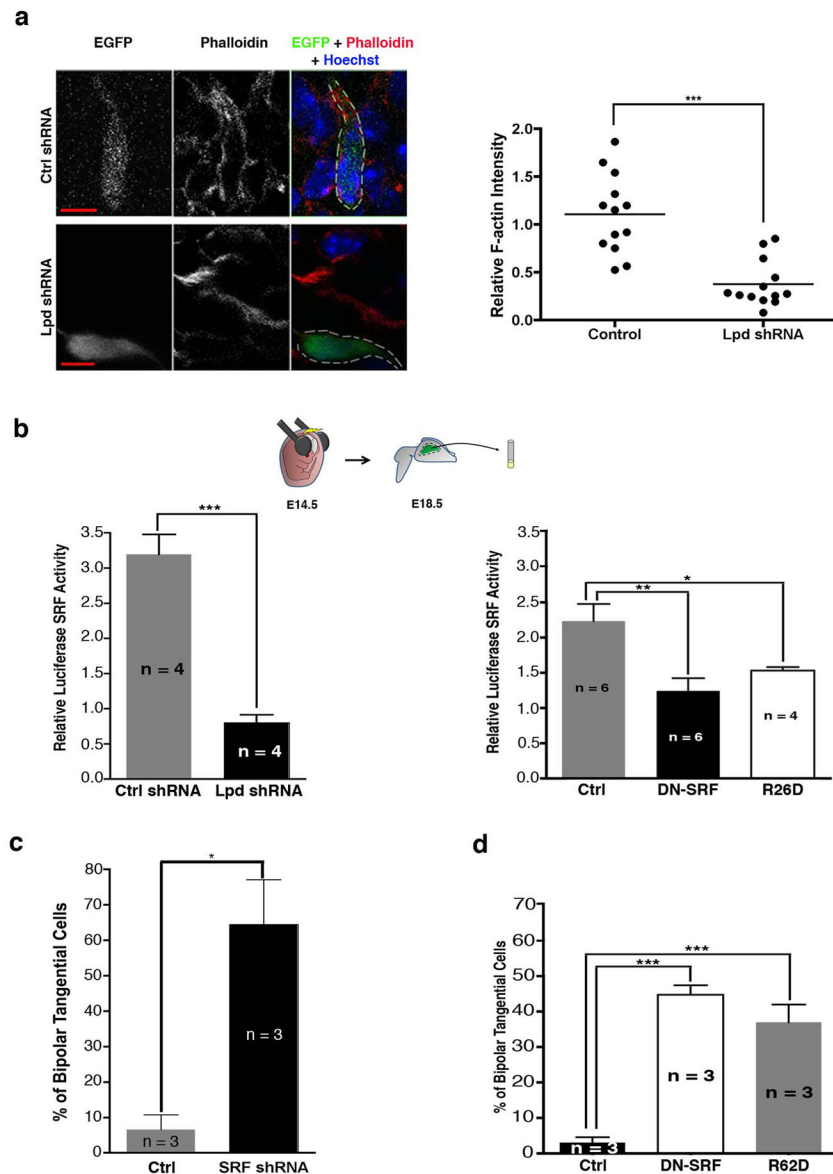 a
EGFP
Phalloidin
EGFP + Phalloidin
+ Hoechst
Ctrl shRNA
Lpd shRNA
***
Relative F-actin Intensity
2.0
1.5
1.0
0.5
0.0
Control
Lpd shRNA
b
E14.5
E18.5
***
Relative Luciferase SRF Activity
3.5
3.0
2.5
2.0
1.5
1.0
0.5
0.0
n = 4
n = 4
Ctrl shRNA
Lpd shRNA
*
**
Relative Luciferase SRF Activity
3.5
3.0
2.5
2.0
1.5
1.0
0.5
0.0
n = 6
n = 6
n = 4
Ctrl
DN-SRF
R26D
c
*
% of Bipolar Tangential Cells
80
70
60
50
40
30
20
10
0
n = 3
n = 3
Ctrl
SRF shRNA
d
***
***
% of Bipolar Tangential Cells
70
60
50
40
30
20
10
0
n = 3
n = 3
n = 3
Ctrl
DN-SRF
R62D